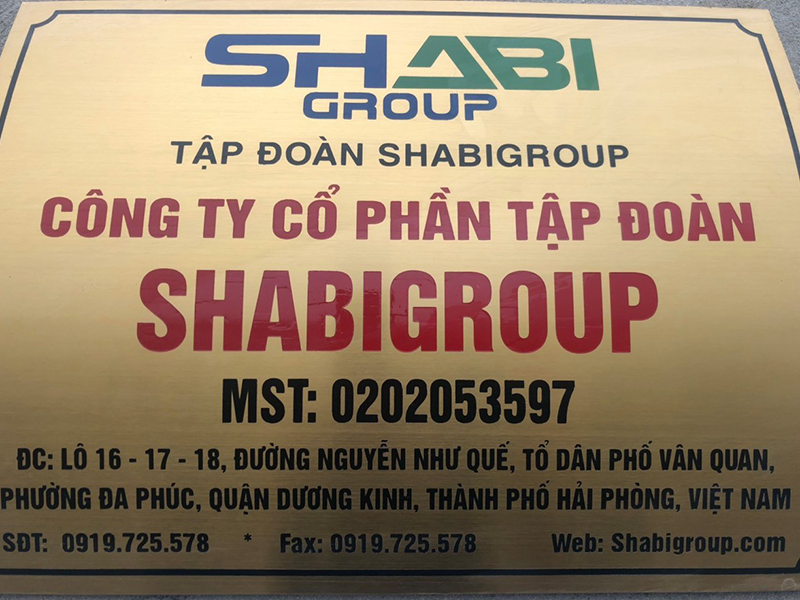 SHABI
GROUP
TẬP ĐOÀN SHABIGROUP
CÔNG TY CỔ PHẦN TẬP ĐOÀN
SHABIGROUP
MST: 0202053597
ĐC: LÔ 16 - 17 - 18, ĐƯỜNG NGUYỄN NHƯ QUẾ, TỔ DÂN PHỐ VÂN QUAN,
PHƯỜNG ĐA PHÚC, QUẬN DƯƠNG KINH, THÀNH PHỐ HẢI PHÒNG, VIỆT NAM
SĐT: 0919.725.578 * Fax: 0919.725.578 Web: Shabigroup.com